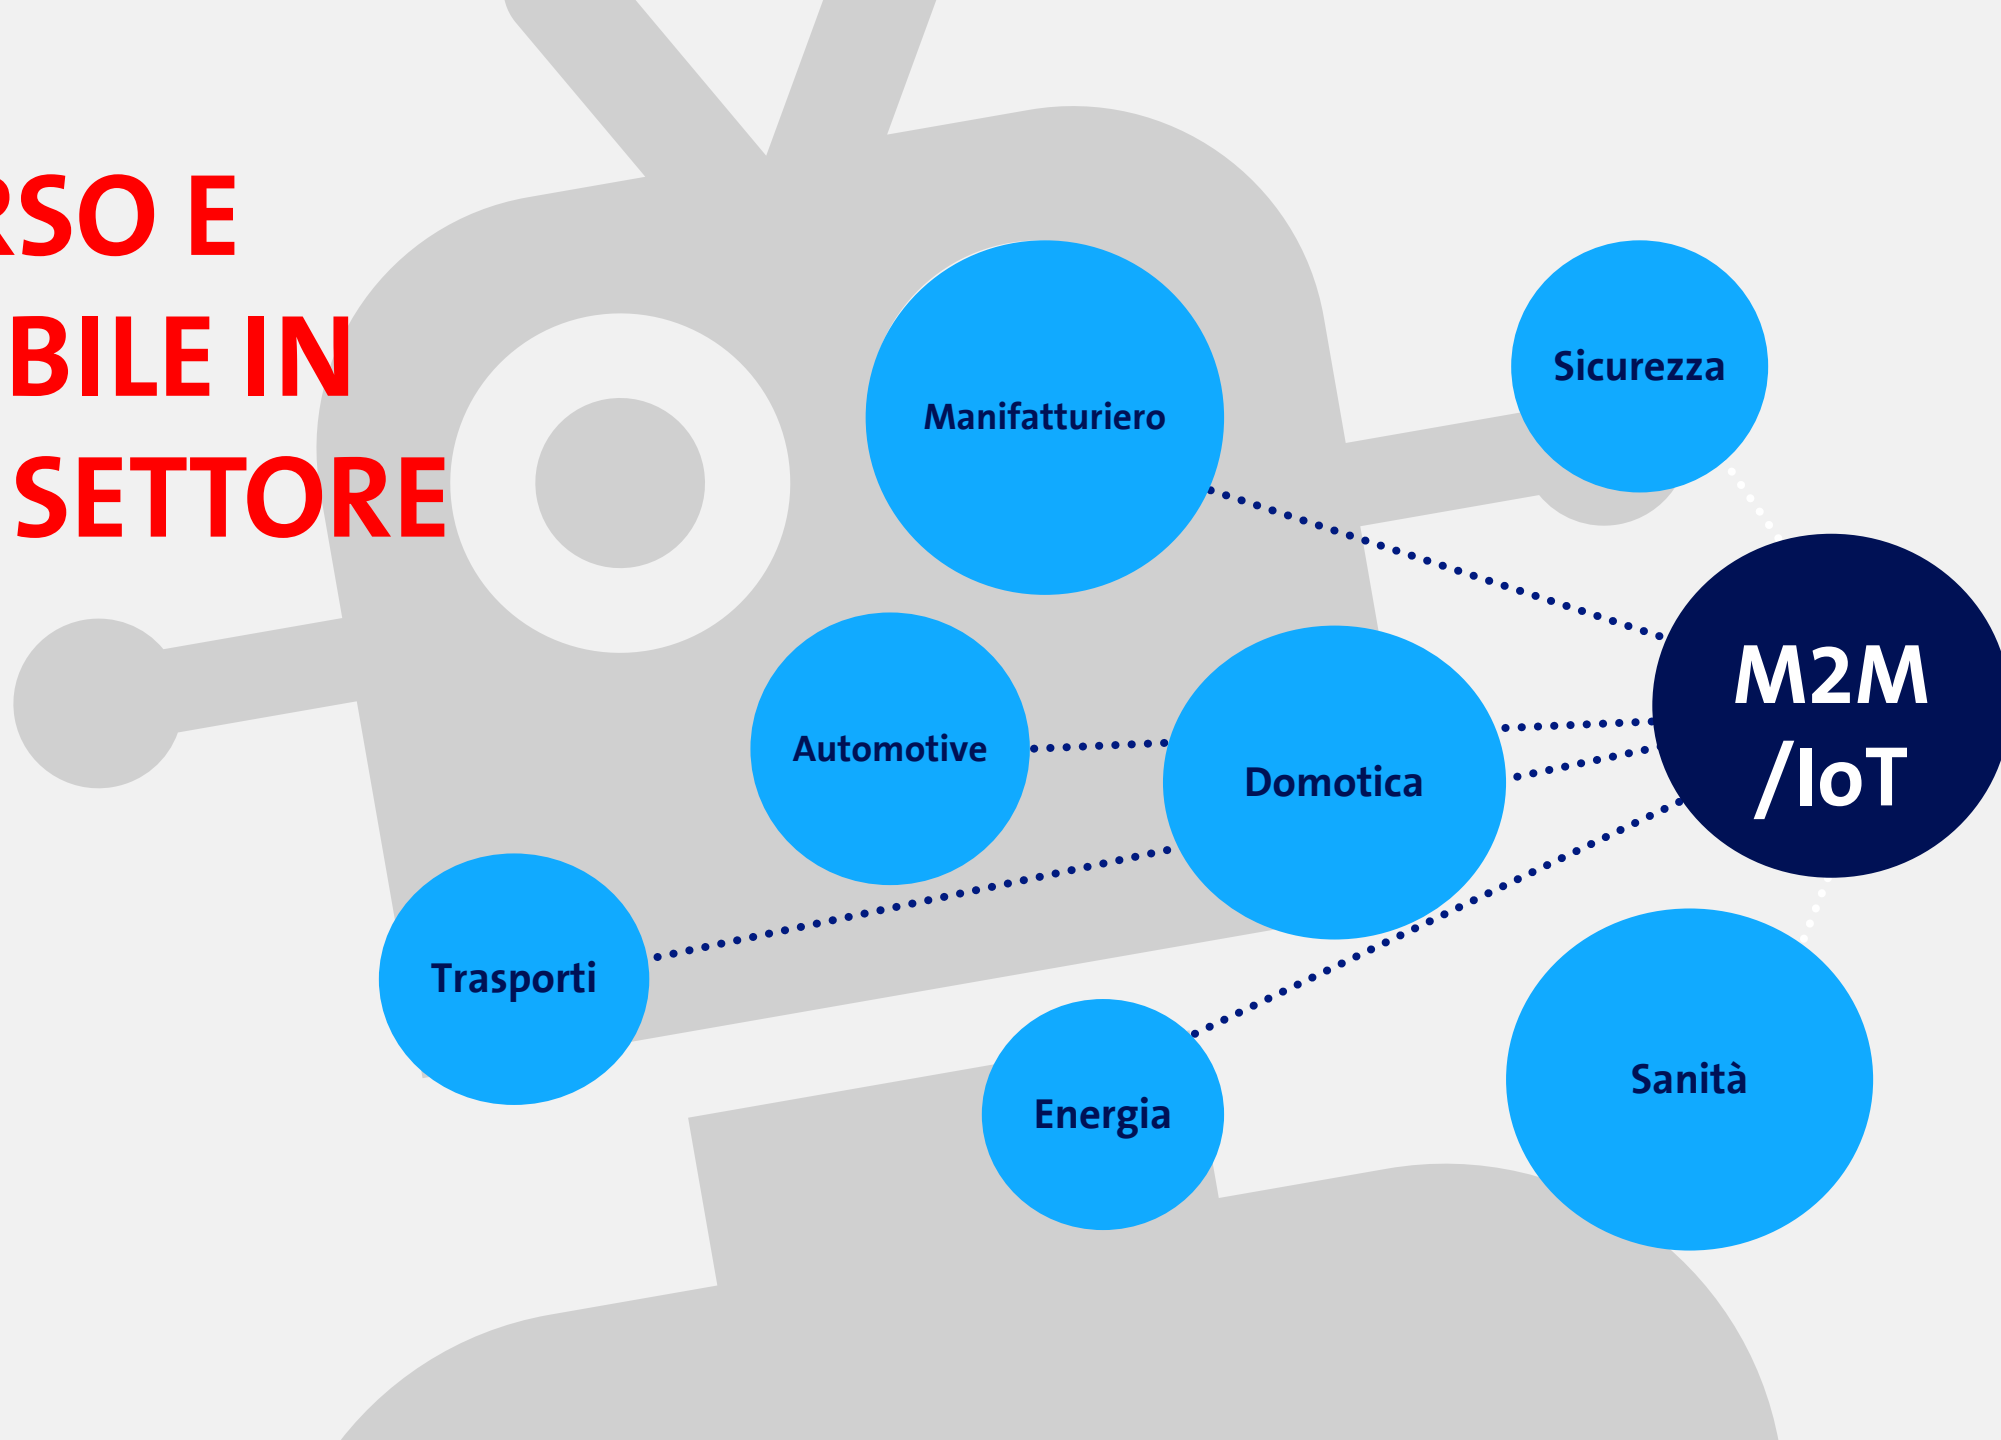 RSO E
BILE IN
SETTORE
Sicurezza
Manifatturiero
M2M
/IoT
Automotive
Domotica
Trasporti
Sanità
Energia